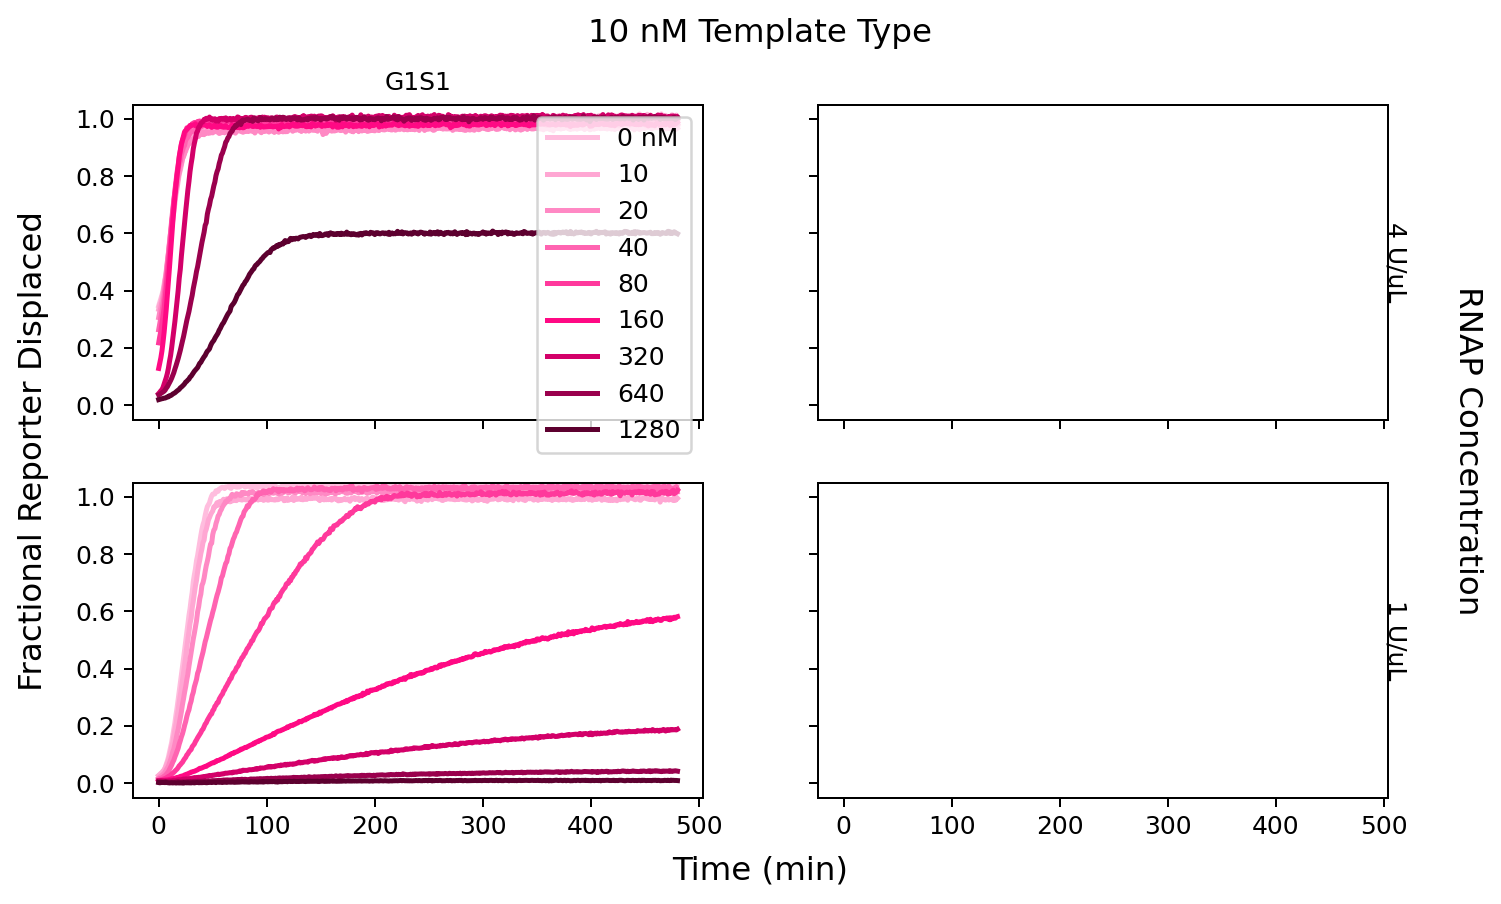 10 nM Template Type
G1S1
1.0
0.8
0.6
0.4
0.2
0.0
0 nM
10
20
40
80
160
320
640
1280
4 U/uL
1.0
0.8
0.6
0.4
0.2
0.0
0 100 200 300 400 500
0 100 200 300 400 500
1 U/uL
Fractional Reporter Displaced
RNAP Concentration
Time (min)